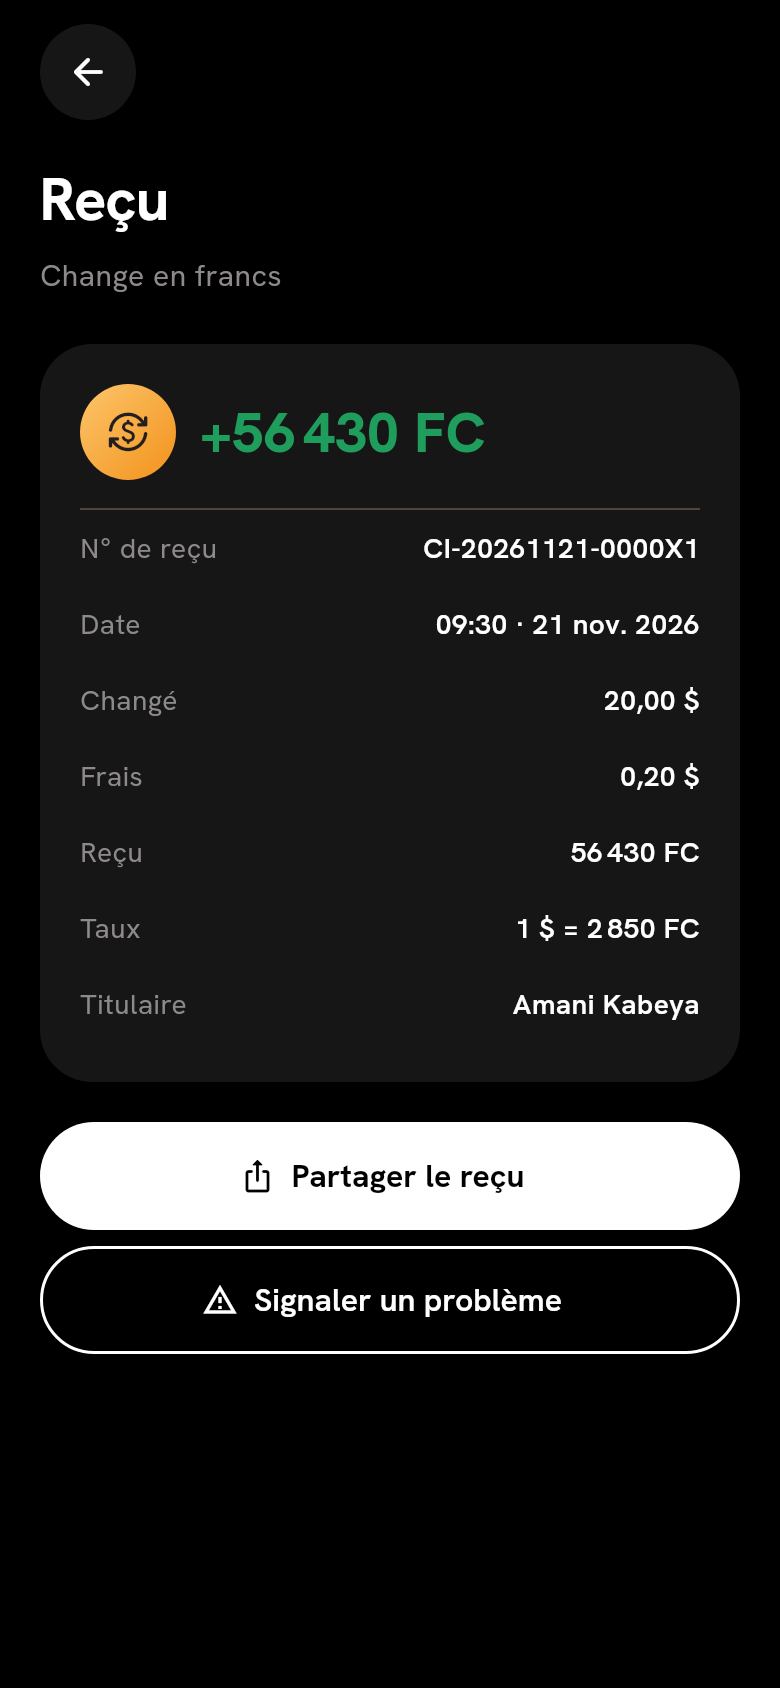 Reçu
Change en francs
+56 430 FC
N° de reçu CI-20261121-0000X1
Date 09:30 · 21 nov. 2026
Changé 20,00 $
Frais 0,20 $
Reçu 56 430 FC
Taux 1 $ = 2 850 FC
Titulaire Amani Kabeya
Partager le reçu
Signaler un problème